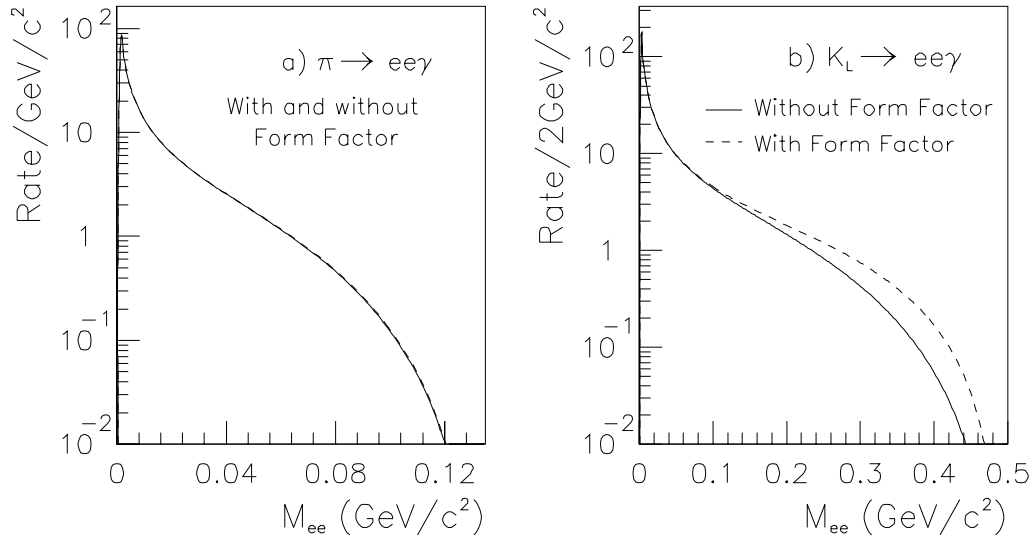 Rate/GeV/c²
10²
10
1
10⁻¹
10⁻²
a) π → eeγ
With and without
Form Factor
0 0.04 0.08 0.12
M_ee (GeV/c²)
Rate/2GeV/c²
10²
10
1
10⁻¹
10⁻²
b) K_L → eeγ
Without Form Factor
With Form Factor
0 0.1 0.2 0.3 0.4 0.5
M_ee (GeV/c²)